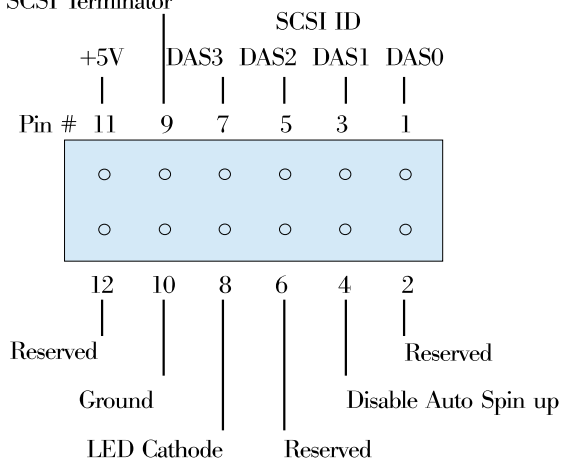 SCSI Terminator
SCSI ID
+5V DAS3 DAS2 DAS1 DAS0
Pin # 11 9 7 5 3 1
12 10 8 6 4 2
Reserved Reserved
Ground Disable Auto Spin up
LED Cathode Reserved